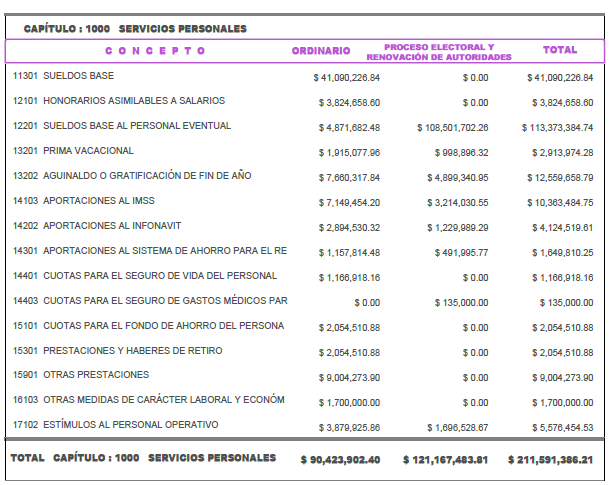 CAPÍTULO : 1000 SERVICIOS PERSONALES
C O N C E P T O ORDINARIO PROCESO ELECTORAL Y RENOVACIÓN DE AUTORIDADES TOTAL
11301 SUELDOS BASE $ 41,090,226.84 $ 0.00 $ 41,090,226.84
12101 HONORARIOS ASIMILABLES A SALARIOS $ 3,824,658.60 $ 0.00 $ 3,824,658.60
12201 SUELDOS BASE AL PERSONAL EVENTUAL $ 4,871,682.48 $ 108,501,702.26 $ 113,373,384.74
13201 PRIMA VACACIONAL $ 1,915,077.96 $ 998,896.32 $ 2,913,974.28
13202 AGUINALDO O GRATIFICACIÓN DE FIN DE AÑO $ 7,660,317.84 $ 4,899,340.95 $ 12,559,658.79
14103 APORTACIONES AL IMSS $ 7,149,454.20 $ 3,214,030.55 $ 10,363,484.75
14202 APORTACIONES AL INFONAVIT $ 2,894,530.32 $ 1,229,989.29 $ 4,124,519.61
14301 APORTACIONES AL SISTEMA DE AHORRO PARA EL RE $ 1,157,814.48 $ 491,995.77 $ 1,649,810.25
14401 CUOTAS PARA EL SEGURO DE VIDA DEL PERSONAL $ 1,166,918.16 $ 0.00 $ 1,166,918.16
14403 CUOTAS PARA EL SEGURO DE GASTOS MÉDICOS PAR $ 0.00 $ 135,000.00 $ 135,000.00
15101 CUOTAS PARA EL FONDO DE AHORRO DEL PERSONA $ 2,054,510.88 $ 0.00 $ 2,054,510.88
15301 PRESTACIONES Y HABERES DE RETIRO $ 2,054,510.88 $ 0.00 $ 2,054,510.88
15901 OTRAS PRESTACIONES $ 9,004,273.90 $ 0.00 $ 9,004,273.90
16103 OTRAS MEDIDAS DE CARÁCTER LABORAL Y ECONÓM $ 1,700,000.00 $ 0.00 $ 1,700,000.00
17102 ESTÍMULOS AL PERSONAL OPERATIVO $ 3,879,925.86 $ 1,696,528.67 $ 5,576,454.53
TOTAL CAPÍTULO : 1000 SERVICIOS PERSONALES $ 90,423,902.40 $ 121,167,483.81 $ 211,591,386.21